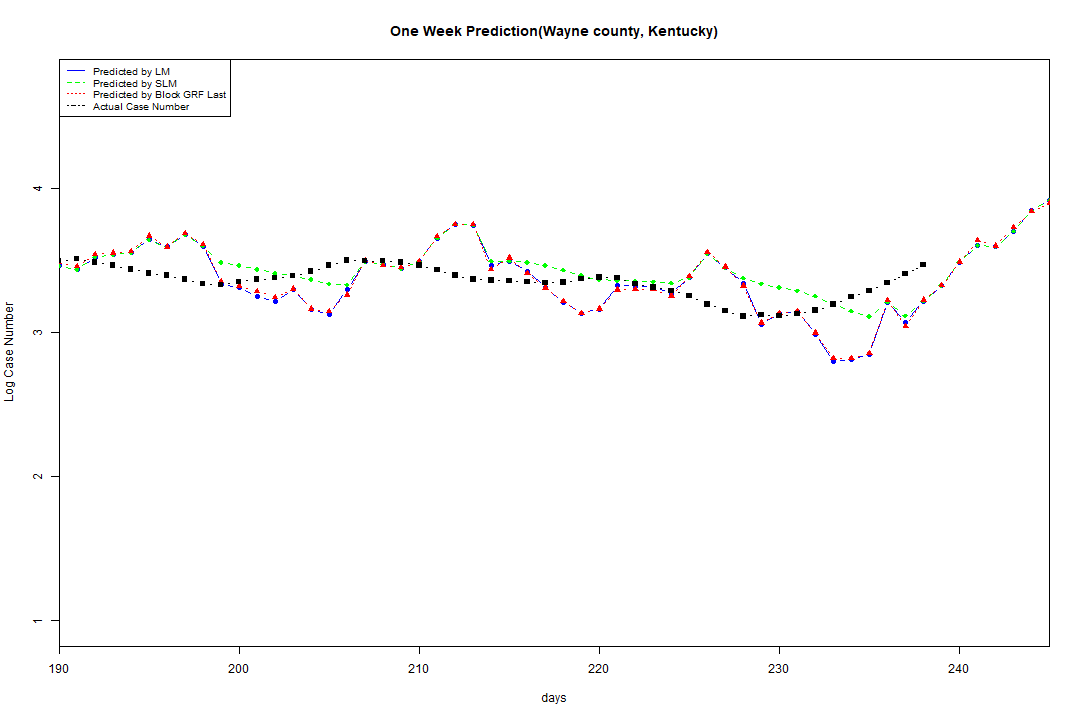 One Week Prediction(Wayne county, Kentucky)
Predicted by LM
Predicted by SLM
Predicted by Block GRF Last
Actual Case Number
4
3
2
1
Log Case Number
190 200 210 220 230 240
days